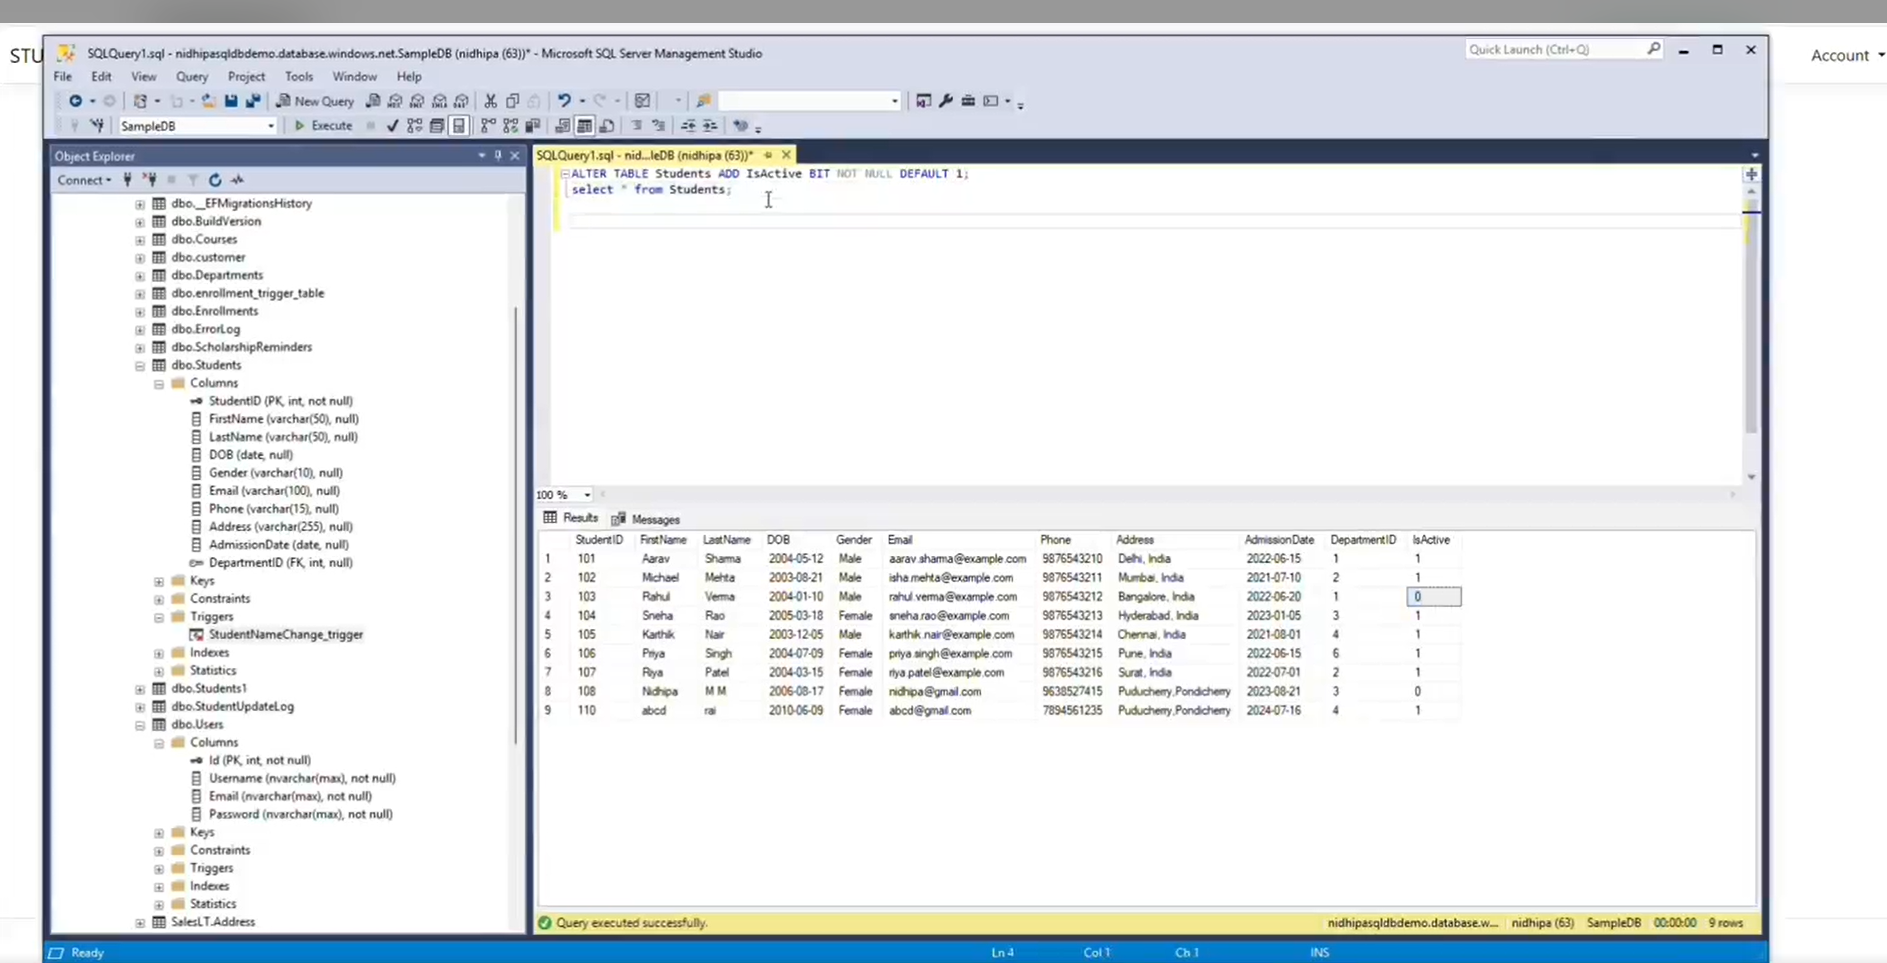 STU
Account
SQLQuery1.sql - nidhipasqldbdemo.database.windows.net.SampleDB (nidhipa (63))* - Microsoft SQL Server Management Studio
Quick Launch (Ctrl+Q)
File Edit View Query Project Tools Window Help
New Query
SampleDB
Execute
Object Explorer
Connect
dbo.__EFMigrationsHistory
dbo.BuildVersion
dbo.Courses
dbo.customer
dbo.Departments
dbo.enrollment_trigger_table
dbo.Enrollments
dbo.ErrorLog
dbo.ScholarshipReminders
dbo.Students
Columns
StudentID (PK, int, not null)
FirstName (varchar(50), null)
LastName (varchar(50), null)
DOB (date, null)
Gender (varchar(10), null)
Email (varchar(100), null)
Phone (varchar(15), null)
Address (varchar(255), null)
AdmissionDate (date, null)
DepartmentID (FK, int, null)
Keys
Constraints
Triggers
StudentNameChange_trigger
Indexes
Statistics
dbo.Students1
dbo.StudentUpdateLog
dbo.Users
Columns
Id (PK, int, not null)
Username (nvarchar(max), not null)
Email (nvarchar(max), not null)
Password (nvarchar(max), not null)
Keys
Constraints
Triggers
Indexes
Statistics
SalesLT.Address
SQLQuery1.sql - nid...leDB (nidhipa (63))*
ALTER TABLE Students ADD IsActive BIT NOT NULL DEFAULT 1;
select * from Students;
100 %
Results Messages
StudentID FirstName LastName DOB Gender Email Phone Address AdmissionDate DepartmentID IsActive
1 101 Aarav Sharma 2004-05-12 Male aarav.sharma@example.com 9876543210 Delhi, India 2022-06-15 1 1
2 102 Michael Mehta 2003-08-21 Male isha.mehta@example.com 9876543211 Mumbai, India 2021-07-10 2 1
3 103 Rahul Verma 2004-01-10 Male rahul.verma@example.com 9876543212 Bangalore, India 2022-06-20 1 0
4 104 Sneha Rao 2005-03-18 Female sneha.rao@example.com 9876543213 Hyderabad, India 2023-01-05 3 1
5 105 Karthik Nair 2003-12-05 Male karthik.nair@example.com 9876543214 Chennai, India 2021-08-01 4 1
6 106 Priya Singh 2004-07-09 Female priya.singh@example.com 9876543215 Pune, India 2022-06-15 6 1
7 107 Riya Patel 2004-03-15 Female riya.patel@example.com 9876543216 Surat, India 2022-07-01 2 1
8 108 Nidhipa M M 2006-08-17 Female nidhipa@gmail.com 9638527415 Puducherry,Pondicherry 2023-08-21 3 0
9 110 abcd rai 2010-06-09 Female abcd@gmail.com 7894561235 Puducherry,Pondicherry 2024-07-16 4 1
Query executed successfully.
nidhipasqldbdemo.database.w... nidhipa (63) SampleDB 00:00:00 9 rows
Ready
Ln 4 Col 1 Ch 1 INS